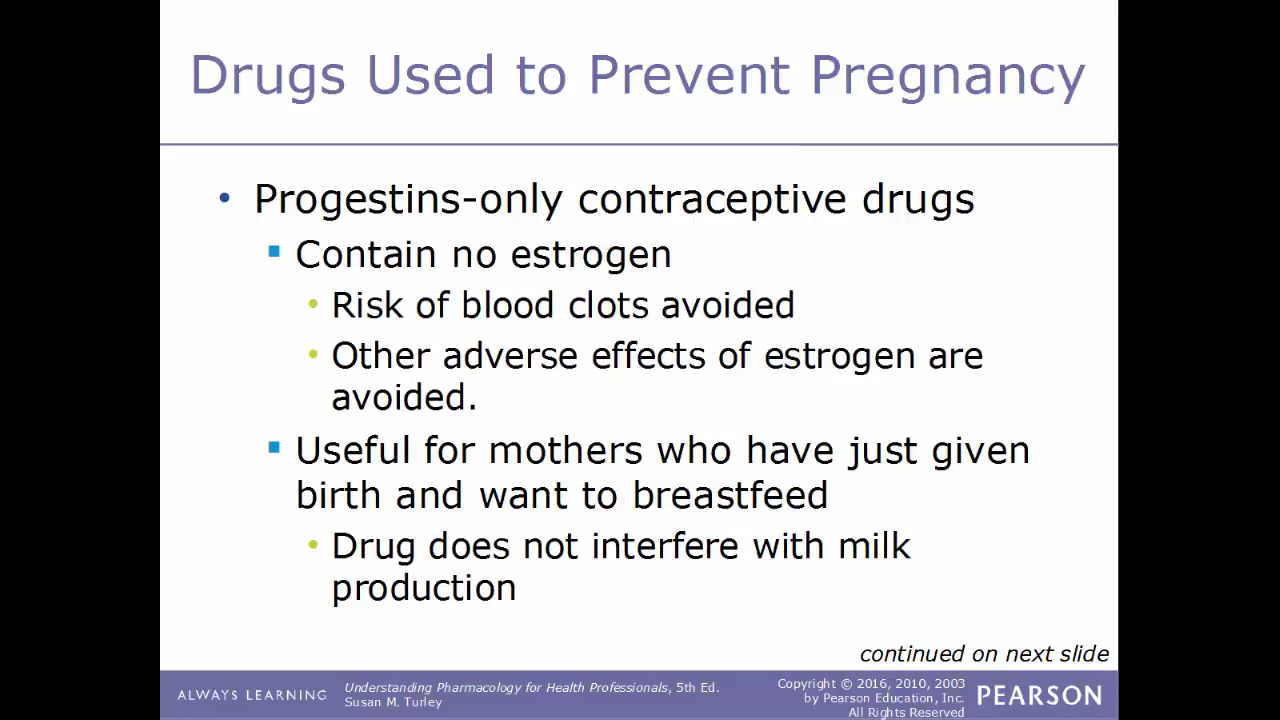 Drugs Used to Prevent Pregnancy
• Progestins-only contraceptive drugs
▪ Contain no estrogen
• Risk of blood clots avoided
• Other adverse effects of estrogen are
avoided.
▪ Useful for mothers who have just given
birth and want to breastfeed
• Drug does not interfere with milk
production
continued on next slide
ALWAYS LEARNING
Understanding Pharmacology for Health Professionals, 5th Ed.
Susan M. Turley
Copyright © 2016, 2010, 2003
by Pearson Education, Inc.
All Rights Reserved
PEARSON